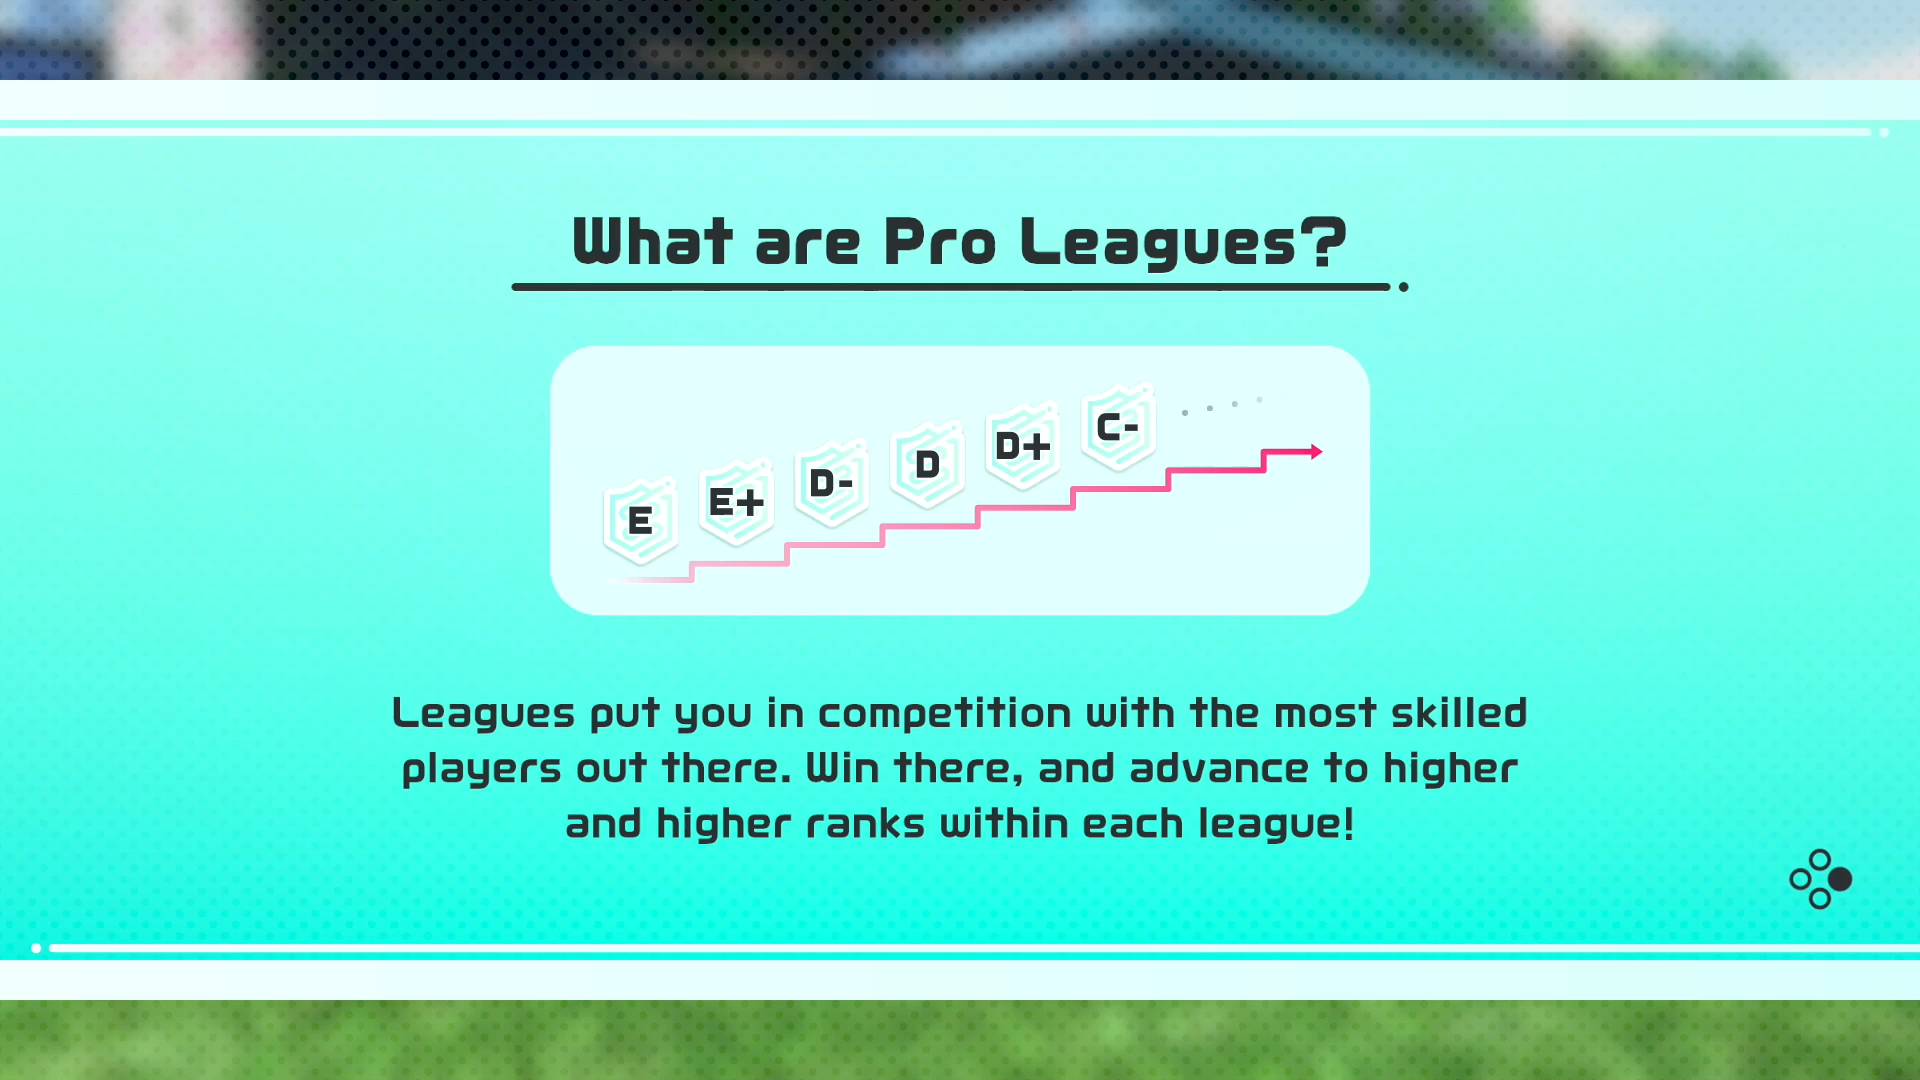 What are Pro Leagues?
E
E+
D-
D
D+
C-
Leagues put you in competition with the most skilled
players out there. Win there, and advance to higher
and higher ranks within each league!